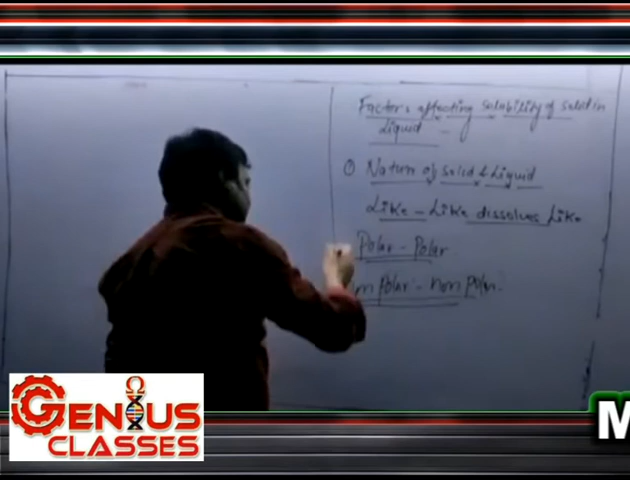 Factors affecting solubility of solid in
Liquid -
① Nature of solid & Liquid
Like - Like dissolves Like
Polar - Polar
non polar - non polar
GENIUS
CLASSES
M